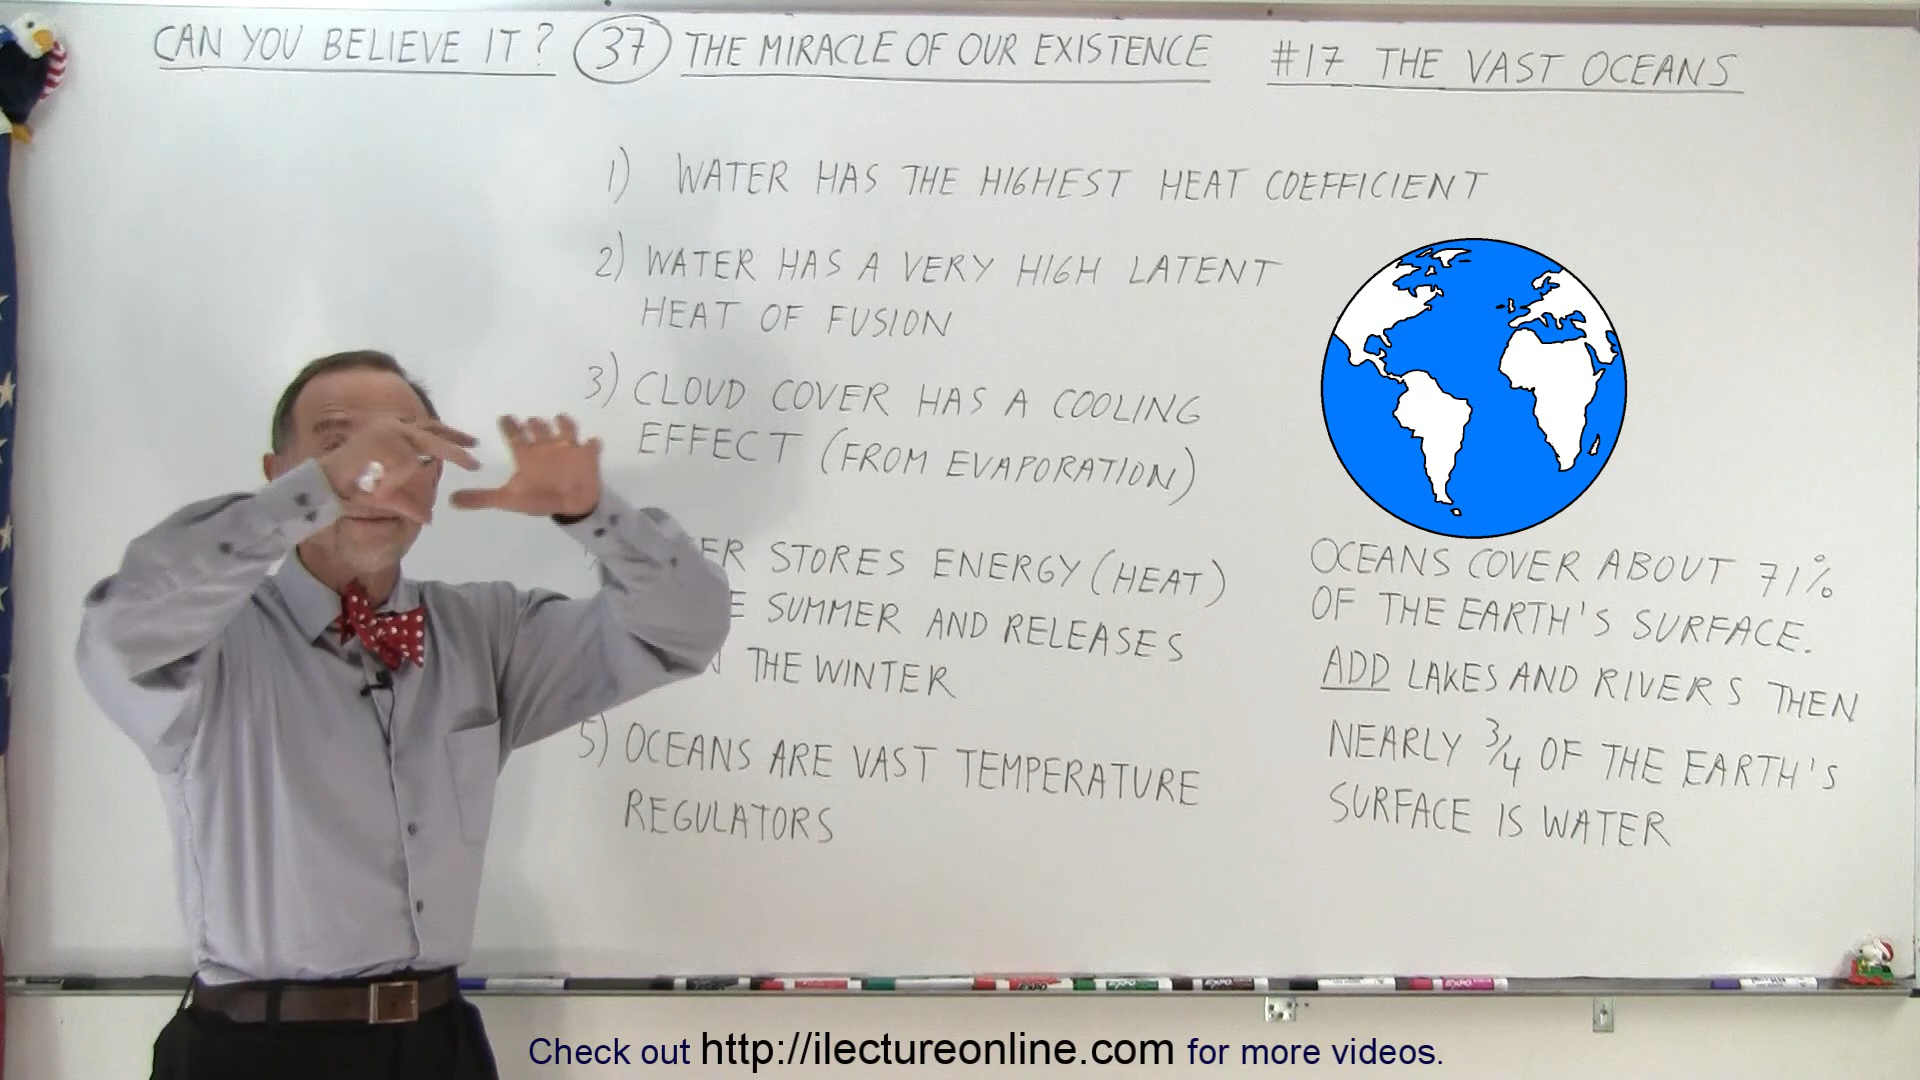 CAN YOU BELIEVE IT? 37 THE MIRACLE OF OUR EXISTENCE #17 THE VAST OCEANS
1) WATER HAS THE HIGHEST HEAT COEFFICIENT
2) WATER HAS A VERY HIGH LATENT
HEAT OF FUSION
3) CLOUD COVER HAS A COOLING
EFFECT (FROM EVAPORATION)
STORES ENERGY (HEAT)
SUMMER AND RELEASES
THE WINTER
5) OCEANS ARE VAST TEMPERATURE
REGULATORS
OCEANS COVER ABOUT 71%
OF THE EARTH'S SURFACE.
ADD LAKES AND RIVERS THEN
NEARLY 3/4 OF THE EARTH'S
SURFACE IS WATER
Check out http://ilectureonline.com for more videos.